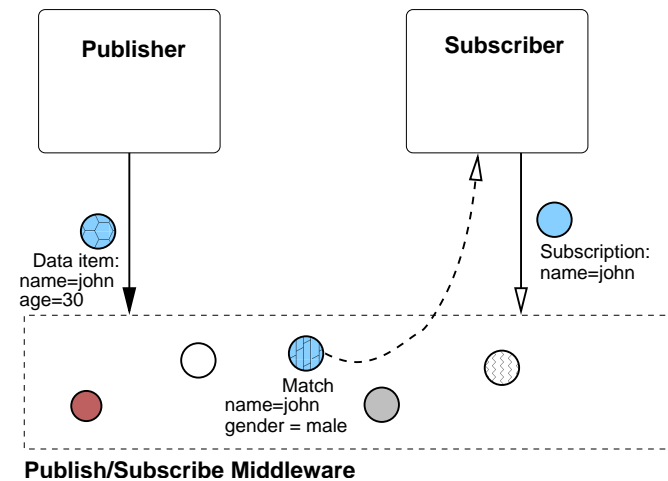 Publisher
Subscriber
Data item:
name=john
age=30
Subscription:
name=john
Match
name=john
gender = male
Publish/Subscribe Middleware